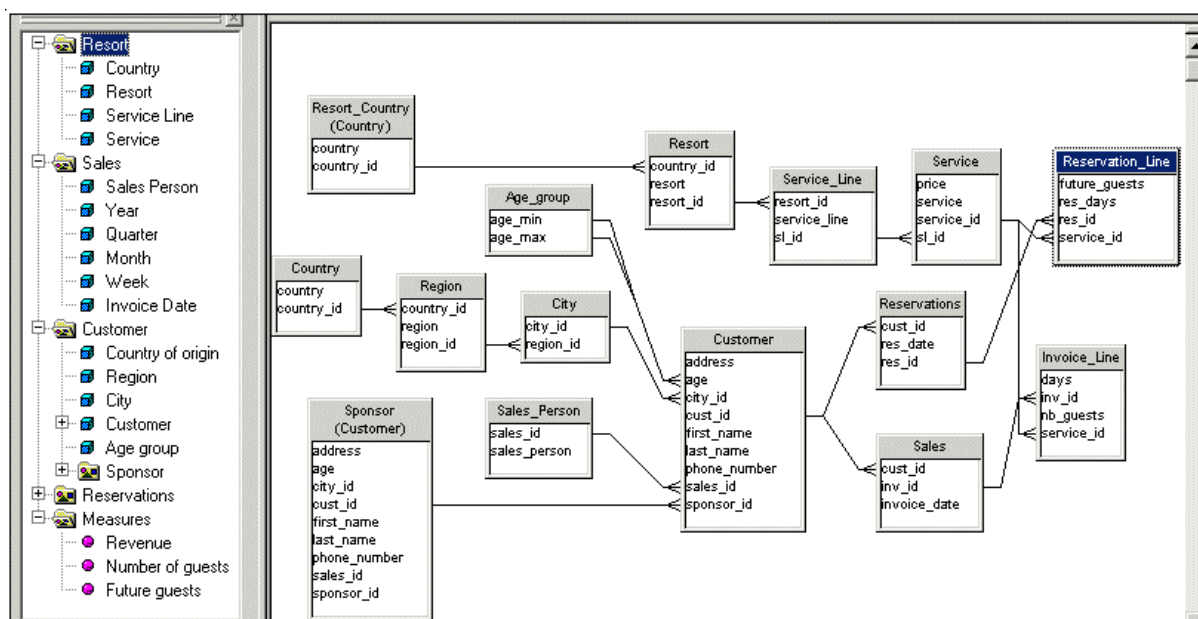 Resort
Country
Resort
Service Line
Service
Sales
Sales Person
Year
Quarter
Month
Week
Invoice Date
Customer
Country of origin
Region
City
Customer
Age group
Sponsor
Reservations
Measures
Revenue
Number of guests
Future guests
Resort_Country
(Country)
country
country_id
Resort
country_id
resort
resort_id
Service_Line
resort_id
service_line
sl_id
Service
price
service
service_id
sl_id
Reservation_Line
future_guests
res_days
res_id
service_id
Age_group
age_min
age_max
Country
country
country_id
Region
country_id
region
region_id
City
city_id
region_id
Customer
address
age
city_id
cust_id
first_name
last_name
phone_number
sales_id
sponsor_id
Reservations
cust_id
res_date
res_id
Invoice_Line
days
inv_id
nb_guests
service_id
Sponsor
(Customer)
address
age
city_id
cust_id
first_name
last_name
phone_number
sales_id
sponsor_id
Sales_Person
sales_id
sales_person
Sales
cust_id
inv_id
invoice_date